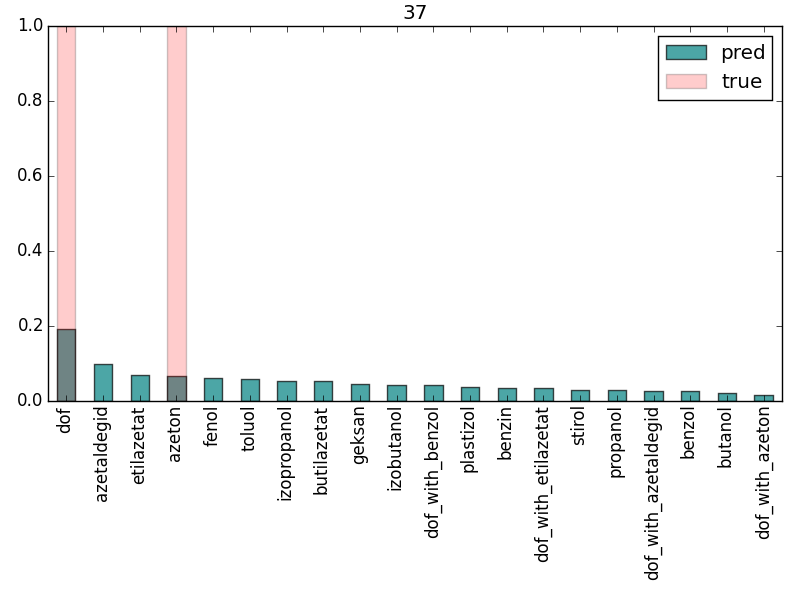 37
1.0
0.8
0.6
0.4
0.2
0.0
pred
true
dof
azetaldegid
etilazetat
azeton
fenol
toluol
izopropanol
butilazetat
geksan
izobutanol
dof_with_benzol
plastizol
benzin
dof_with_etilazetat
stirol
propanol
dof_with_azetaldegid
benzol
butanol
dof_with_azeton